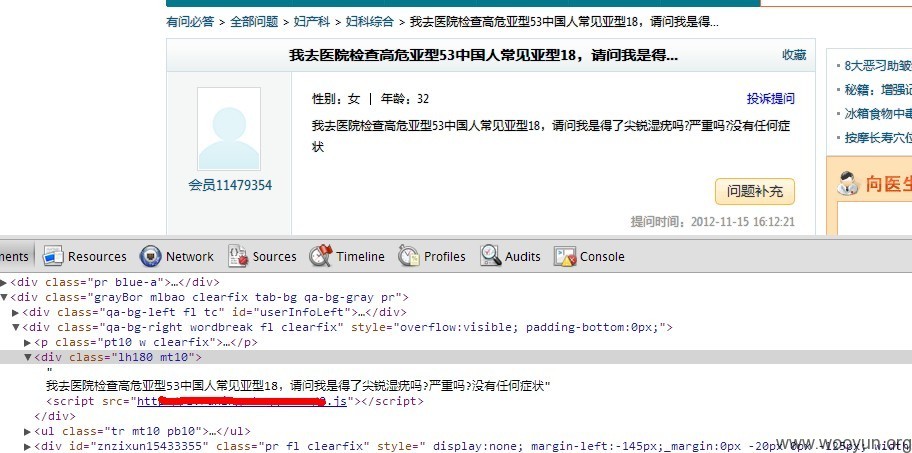 有问必答 > 全部问题 > 妇产科 > 妇科综合 > 我去医院检查高危亚型53中国人常见亚型18，请问我是得...
我去医院检查高危亚型53中国人常见亚型18，请问我是得... 收藏
8大恶习助皱
秘籍：增强记
冰箱食物中毒
按摩长寿穴位
性别：女 | 年龄：32 投诉提问
我去医院检查高危亚型53中国人常见亚型18，请问我是得了尖锐湿疣吗?严重吗?没有任何症
状
会员11479354
问题补充
向医生
提问时间：2012-11-15 16:12:21
ments Resources Network Sources Timeline Profiles Audits Console
<div class="pr blue-a">…</div>
<div class="grayBor mlbao clearfix tab-bg qa-bg-gray pr">
<div class="qa-bg-left fl tc" id="userInfoLeft">…</div>
<div class="qa-bg-right wordbreak fl clearfix" style="overflow:visible; padding-bottom:0px;">
<p class="pt10 w clearfix">…</p>
<div class="lh180 mt10">
"
我去医院检查高危亚型53中国人常见亚型18，请问我是得了尖锐湿疣吗?严重吗?没有任何症状"
<script src="htt .js"></script>
</div>
<ul class="tr mt10 pb10">…</ul>
<div id="znzixun15433355" class="pr fl clearfix" style=" display:none; margin-left:-145px;_margin:0px -20px 0px -125px; width
www.wooyun.org